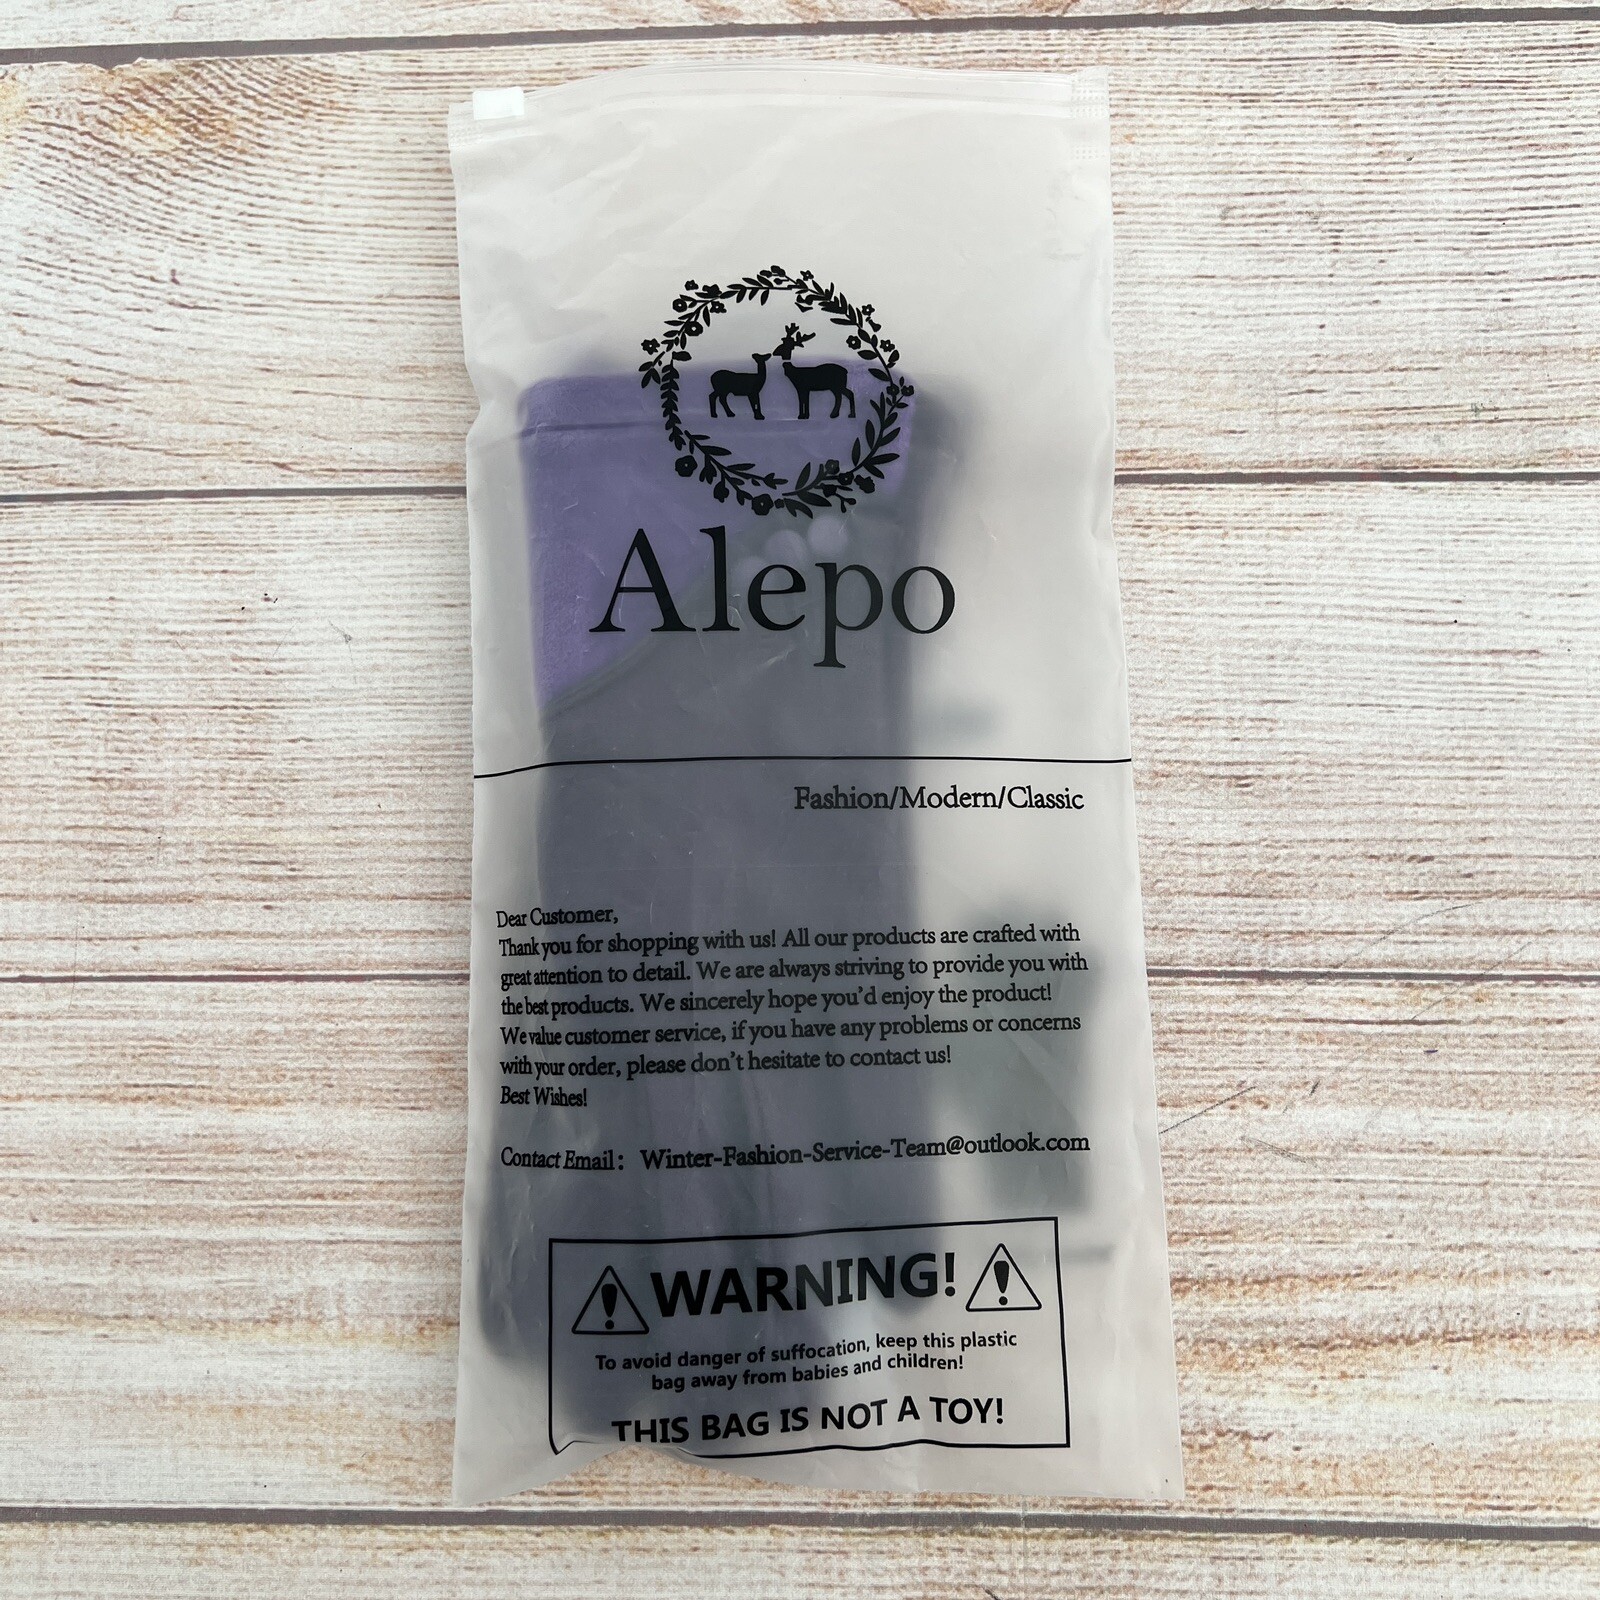 Alepo
Fashion/Modern/Classic
Dear Customer,
Thank you for shopping with us! All our products are crafted with
great attention to detail. We are always striving to provide you with
the best products. We sincerely hope you'd enjoy the product!
We value customer service, if you have any problems or concerns
with your order, please don't hesitate to contact us!
Best Wishes!
Contact Email: Winter-Fashion-Service-Team@outlook.com
WARNING!
To avoid danger of suffocation, keep this plastic
bag away from babies and children!
THIS BAG IS NOT A TOY!